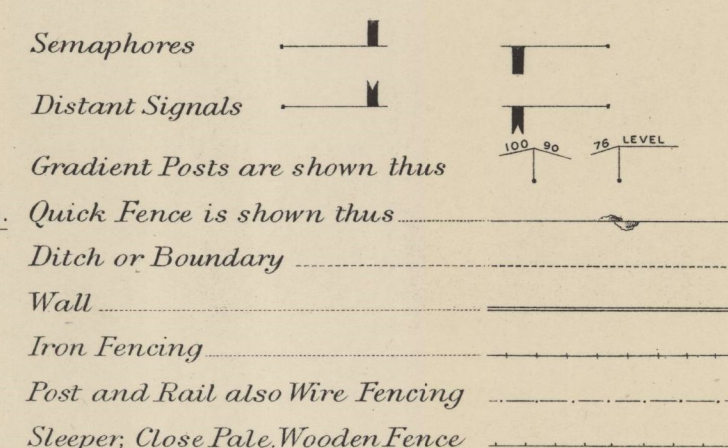 Semaphores
Distant Signals
100 90 76 LEVEL
Gradient Posts are shown thus
Quick Fence is shown thus
Ditch or Boundary
Wall
Iron Fencing
Post and Rail also Wire Fencing
Sleeper, Close Pale, Wooden Fence